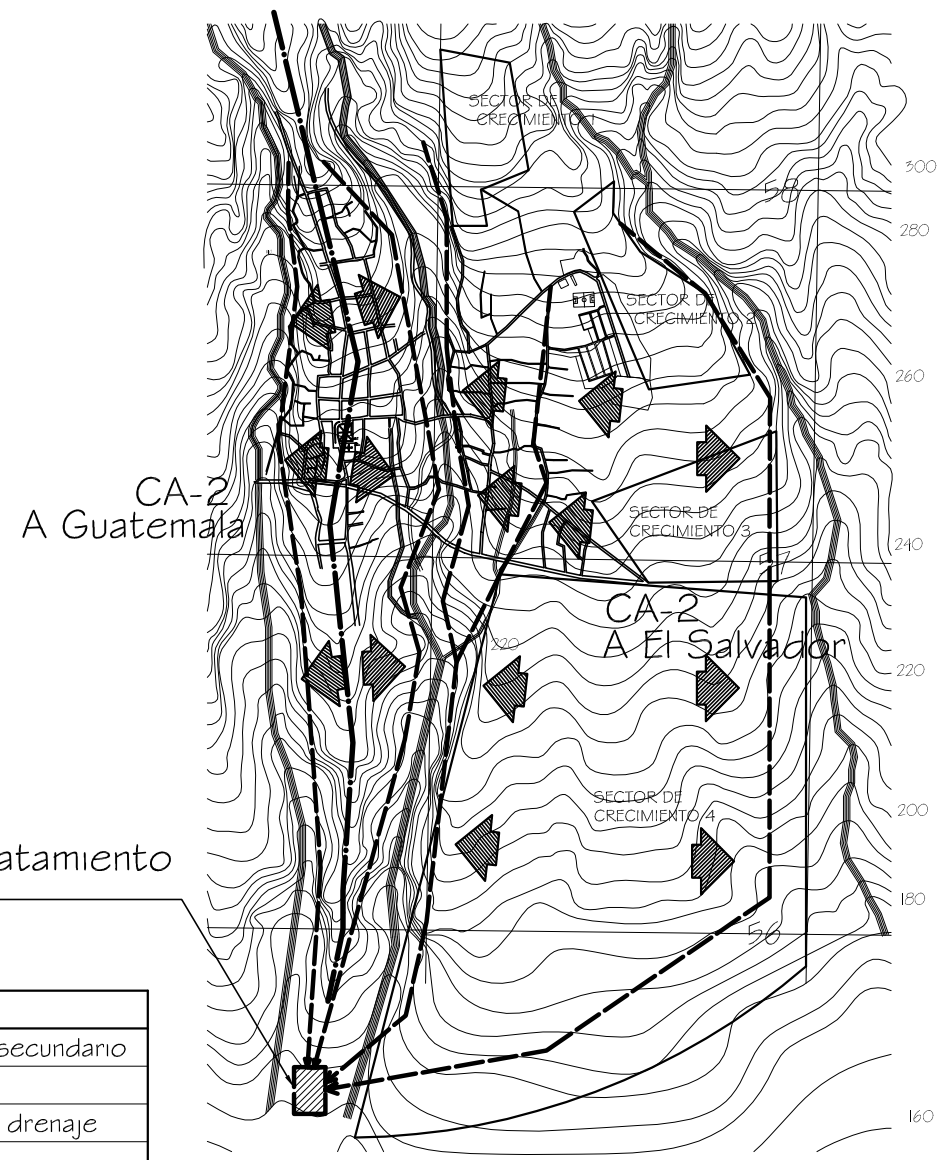 SECTOR DE
CRECIMIENTO 1
300
58
280
SECTOR DE
CRECIMIENTO 2
260
CA-2
A Guatemala
SECTOR DE
CRECIMIENTO 3
240
57
CA-2
A El Salvador
220
220
SECTOR DE
CRECIMIENTO 4
200
atamiento
180
56
secundario
drenaje
160